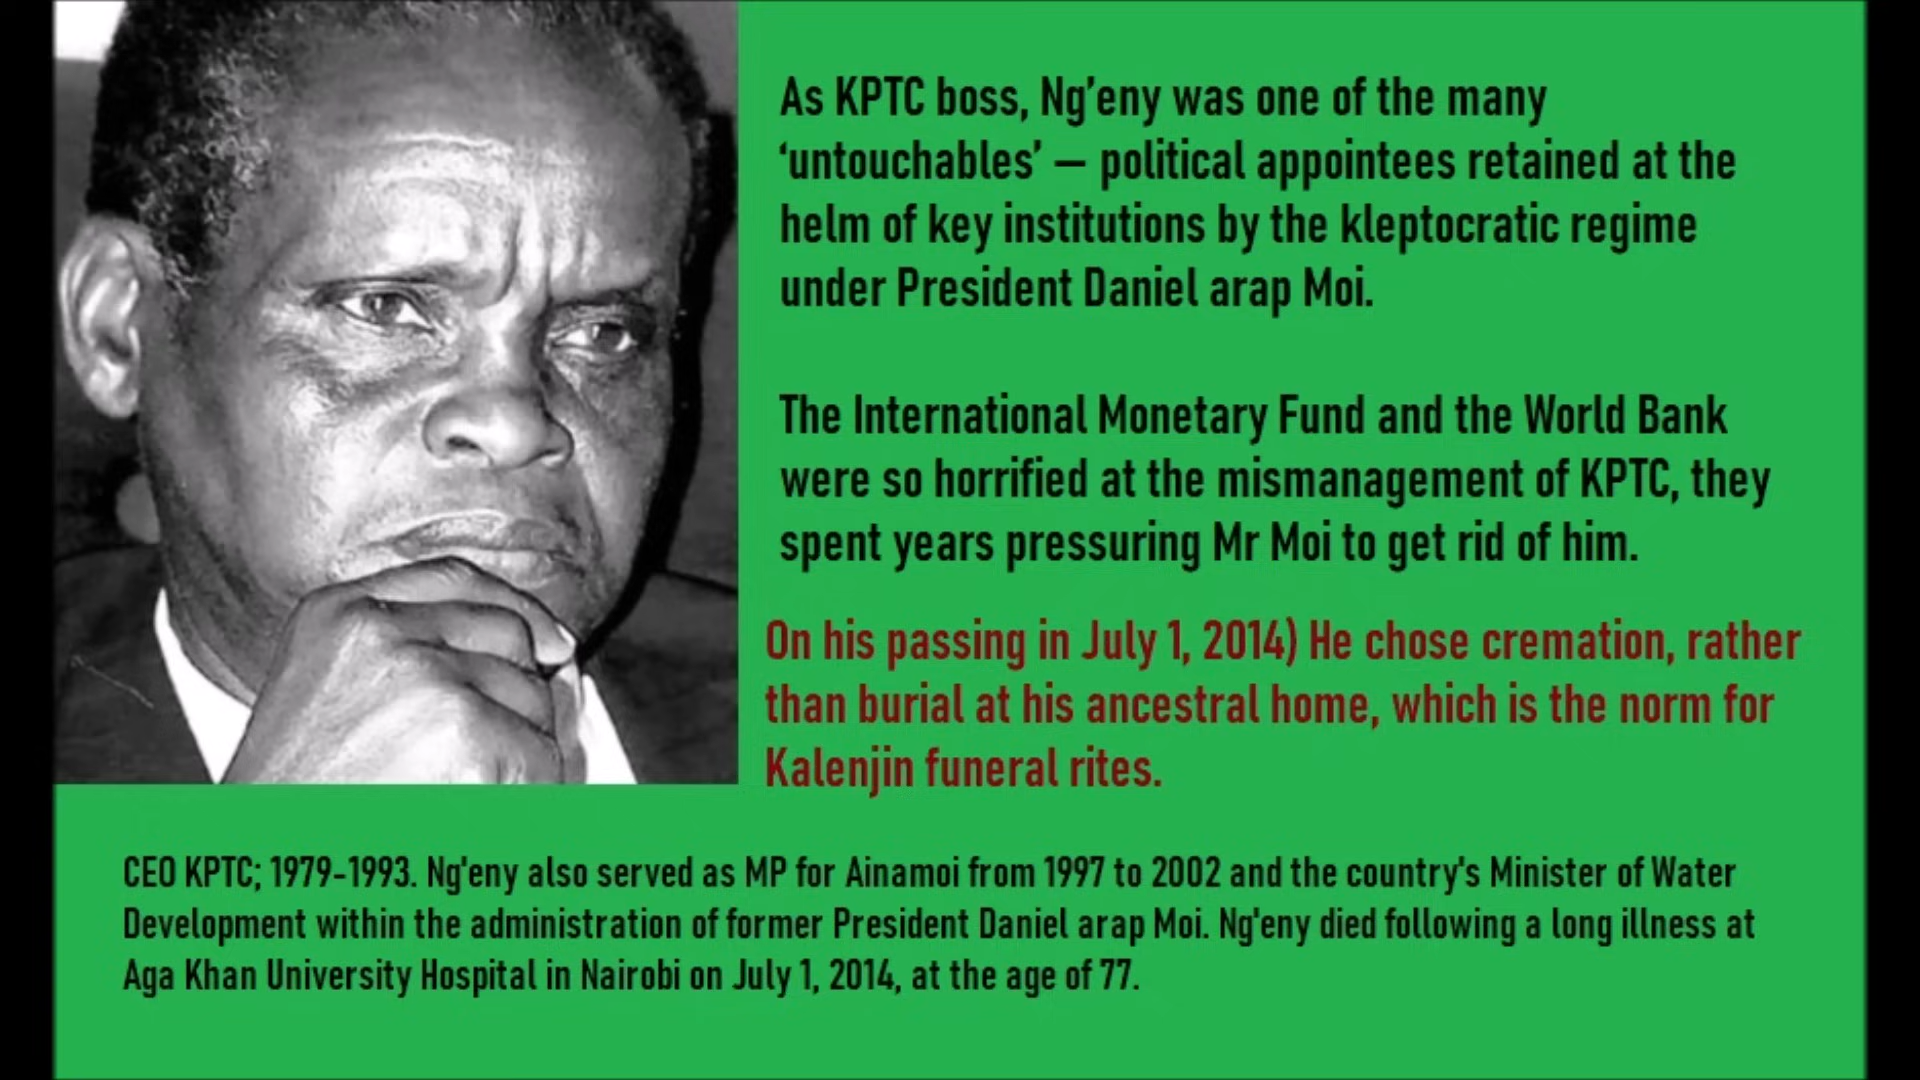 As KPTC boss, Ng’eny was one of the many
‘untouchables’ — political appointees retained at the
helm of key institutions by the kleptocratic regime
under President Daniel arap Moi.
The International Monetary Fund and the World Bank
were so horrified at the mismanagement of KPTC, they
spent years pressuring Mr Moi to get rid of him.
On his passing in July 1, 2014) He chose cremation, rather
than burial at his ancestral home, which is the norm for
Kalenjin funeral rites.
CEO KPTC; 1979-1993. Ng'eny also served as MP for Ainamoi from 1997 to 2002 and the country's Minister of Water
Development within the administration of former President Daniel arap Moi. Ng'eny died following a long illness at
Aga Khan University Hospital in Nairobi on July 1, 2014, at the age of 77.